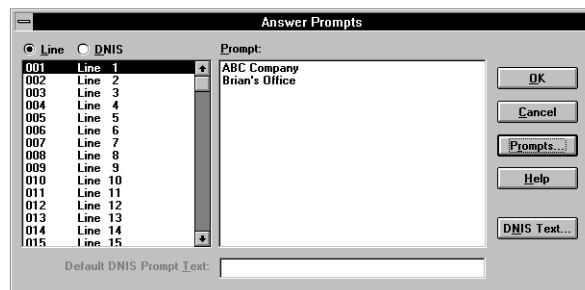 Answer Prompts
Line DNIS
Prompt:
001 Line 1
002 Line 2
003 Line 3
004 Line 4
005 Line 5
006 Line 6
007 Line 7
008 Line 8
009 Line 9
010 Line 10
011 Line 11
012 Line 12
013 Line 13
014 Line 14
015 Line 15
ABC Company
Brian's Office
OK
Cancel
Prompts...
Help
DNIS Text...
Default DNIS Prompt Text: